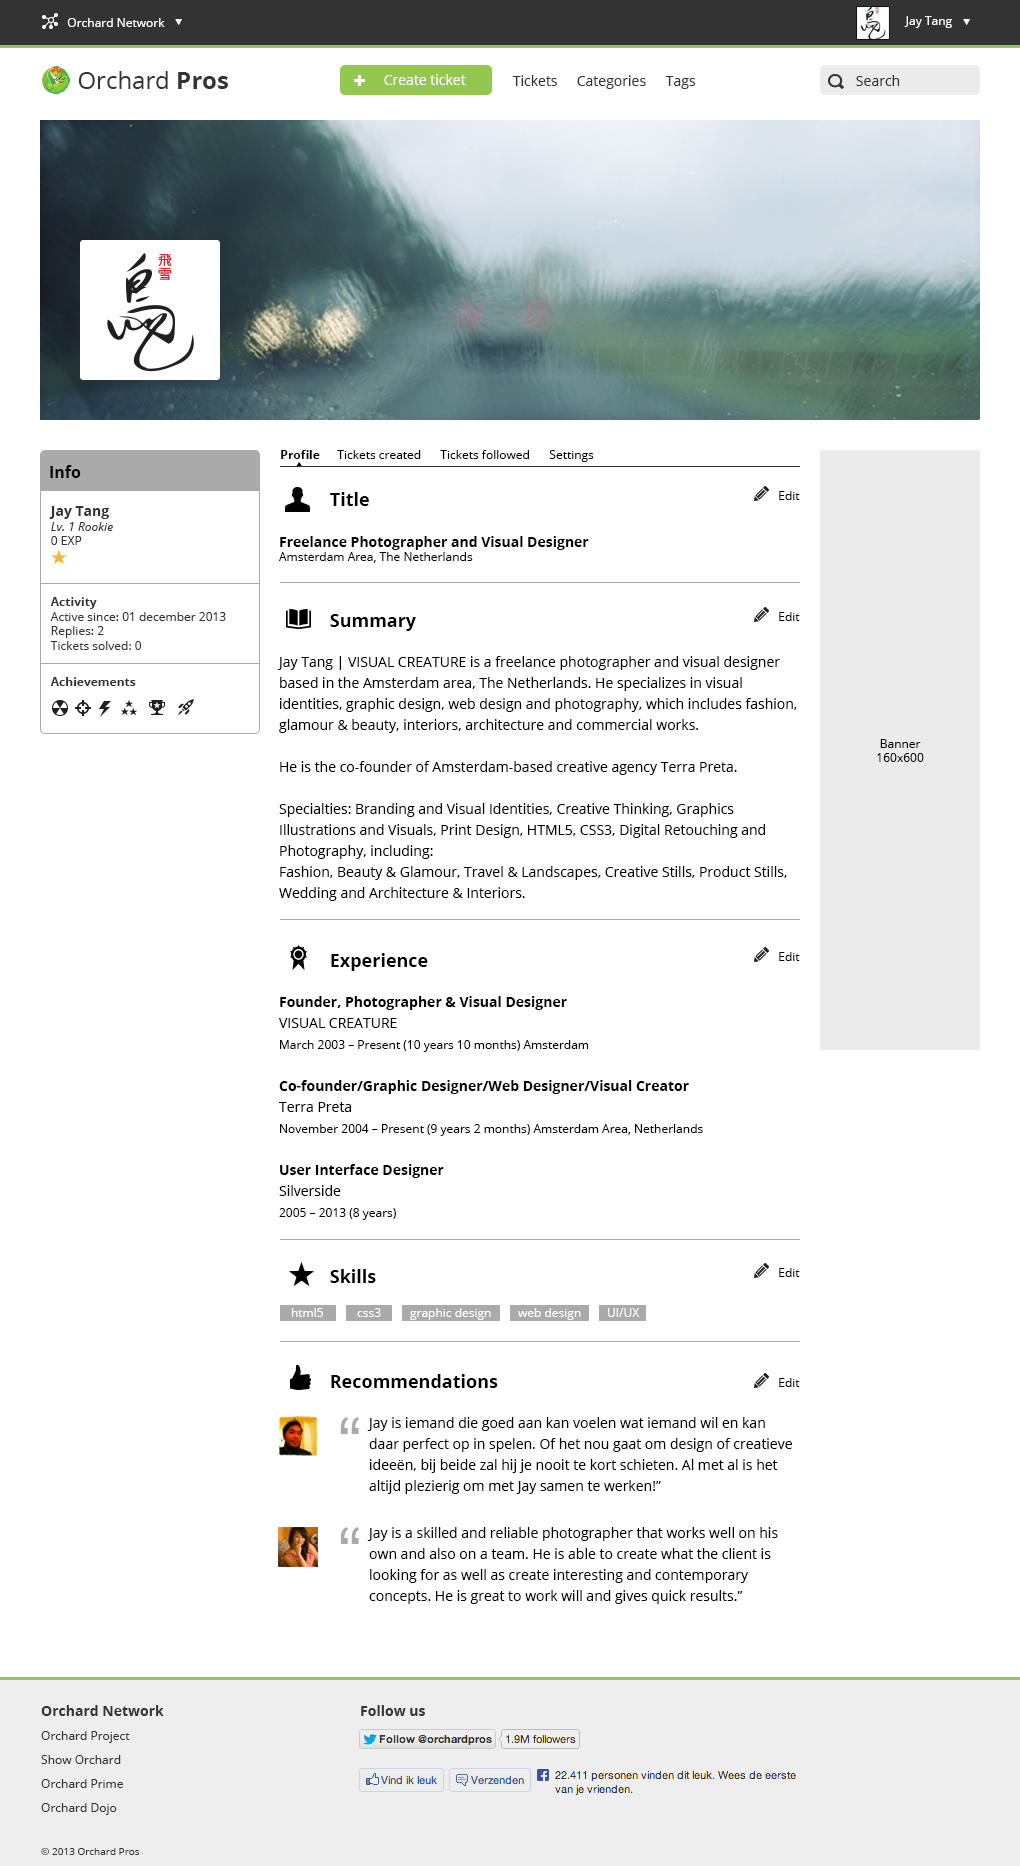 Orchard Network
Jay Tang
Orchard Pros
Create ticket
Tickets
Categories
Tags
Search
飛雪
Info
Jay Tang
Lv. 1 Rookie
0 EXP
Activity
Active since: 01 december 2013
Replies: 2
Tickets solved: 0
Achievements
Profile
Tickets created
Tickets followed
Settings
Title
Edit
Freelance Photographer and Visual Designer
Amsterdam Area, The Netherlands
Summary
Edit
Jay Tang | VISUAL CREATURE is a freelance photographer and visual designer
based in the Amsterdam area, The Netherlands. He specializes in visual
identities, graphic design, web design and photography, which includes fashion,
glamour & beauty, interiors, architecture and commercial works.
He is the co-founder of Amsterdam-based creative agency Terra Preta.
Specialties: Branding and Visual Identities, Creative Thinking, Graphics
Illustrations and Visuals, Print Design, HTML5, CSS3, Digital Retouching and
Photography, including:
Fashion, Beauty & Glamour, Travel & Landscapes, Creative Stills, Product Stills,
Wedding and Architecture & Interiors.
Experience
Edit
Founder, Photographer & Visual Designer
VISUAL CREATURE
March 2003 – Present (10 years 10 months) Amsterdam
Co-founder/Graphic Designer/Web Designer/Visual Creator
Terra Preta
November 2004 – Present (9 years 2 months) Amsterdam Area, Netherlands
User Interface Designer
Silverside
2005 – 2013 (8 years)
Skills
Edit
html5
css3
graphic design
web design
UI/UX
Recommendations
Edit
“ Jay is iemand die goed aan kan voelen wat iemand wil en kan
daar perfect op in spelen. Of het nou gaat om design of creatieve
ideeën, bij beide zal hij je nooit te kort schieten. Al met al is het
altijd plezierig om met Jay samen te werken!”
“ Jay is a skilled and reliable photographer that works well on his
own and also on a team. He is able to create what the client is
looking for as well as create interesting and contemporary
concepts. He is great to work will and gives quick results.”
Banner
160x600
Orchard Network
Orchard Project
Show Orchard
Orchard Prime
Orchard Dojo
© 2013 Orchard Pros
Follow us
Follow @orchardpros
1.9M followers
Vind ik leuk
Verzenden
22.411 personen vinden dit leuk. Wees de eerste
van je vrienden.